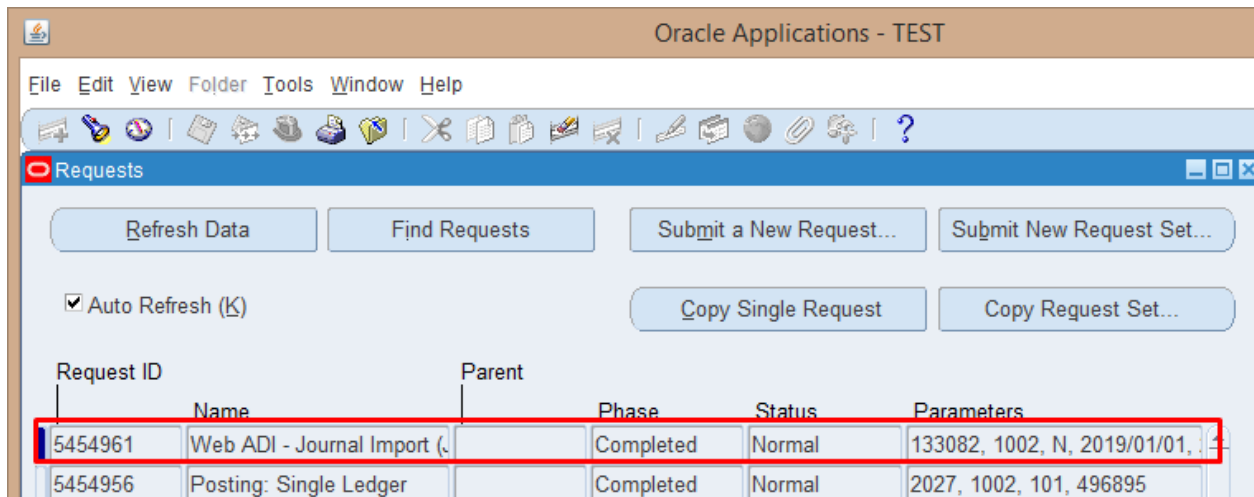 Oracle Applications - TEST
File Edit View Folder Tools Window Help
?
Requests
Refresh Data Find Requests Submit a New Request... Submit New Request Set...
Auto Refresh (K) Copy Single Request Copy Request Set...
Request ID Parent
Name Phase Status Parameters
5454961 Web ADI - Journal Import ( Completed Normal 133082, 1002, N, 2019/01/01,
5454956 Posting: Single Ledger Completed Normal 2027, 1002, 101, 496895